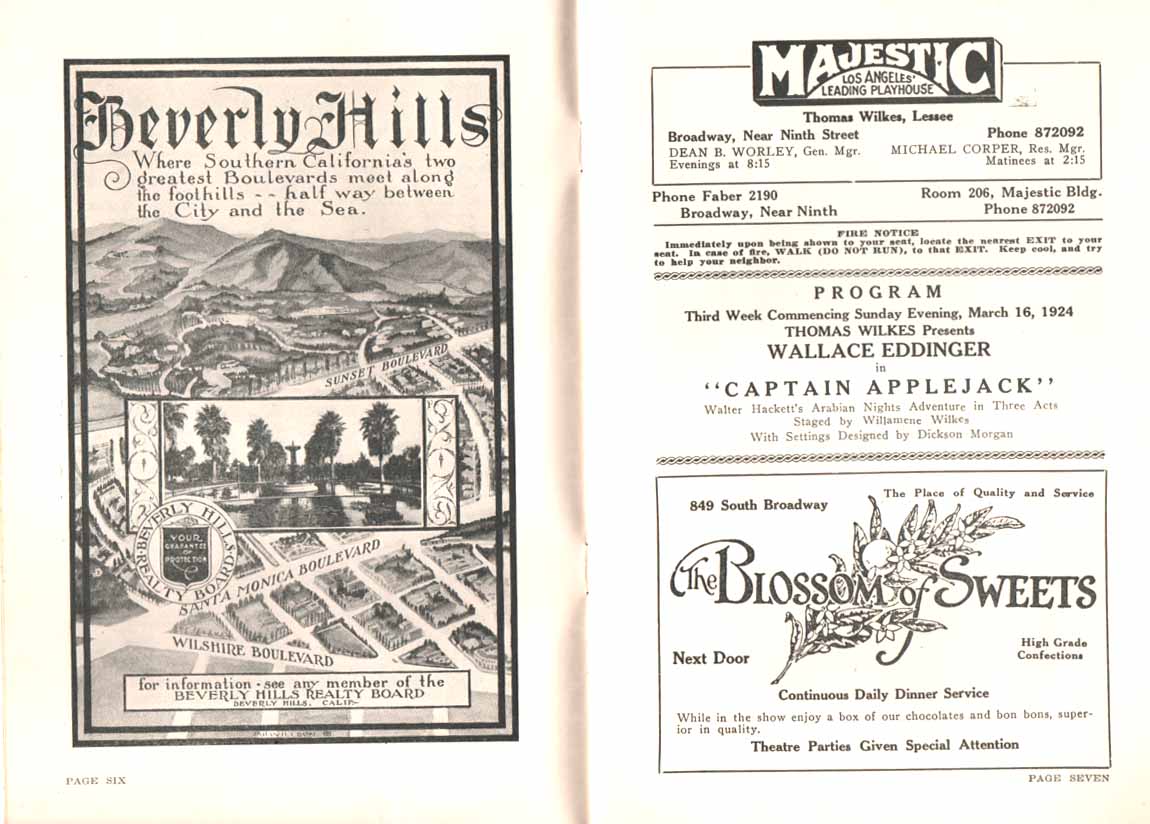 Beverly Hills
Where Southern California's two
greatest Boulevards meet along
the foothills - - half way between
the City and the Sea.
SUNSET BOULEVARD
BEVERLY HILLS
REALTY BOARD
YOUR
GUARANTEE
OF
PROTECTION
SANTA MONICA BOULEVARD
WILSHIRE BOULEVARD
for information - see any member of the
BEVERLY HILLS REALTY BOARD
BEVERLY HILLS, CALIF.
PAGE SIX
MAJESTIC
LOS ANGELES'
LEADING PLAYHOUSE
Thomas Wilkes, Lessee
Broadway, Near Ninth Street Phone 872092
DEAN B. WORLEY, Gen. Mgr. MICHAEL CORPER, Res. Mgr.
Evenings at 8:15 Matinees at 2:15
Phone Faber 2190 Room 206, Majestic Bldg.
Broadway, Near Ninth Phone 872092
FIRE NOTICE
Immediately upon being shown to your seat, locate the nearest EXIT to your
seat. In case of fire, WALK (DO NOT RUN), to that EXIT. Keep cool, and try
to help your neighbor.
PROGRAM
Third Week Commencing Sunday Evening, March 16, 1924
THOMAS WILKES Presents
WALLACE EDDINGER
in
"CAPTAIN APPLEJACK"
Walter Hackett's Arabian Nights Adventure in Three Acts
Staged by Willamene Wilkes
With Settings Designed by Dickson Morgan
849 South Broadway The Place of Quality and Service
The BLOSSOM of SWEETS
Next Door High Grade
Confections
Continuous Daily Dinner Service
While in the show enjoy a box of our chocolates and bon bons, super-
ior in quality.
Theatre Parties Given Special Attention
PAGE SEVEN